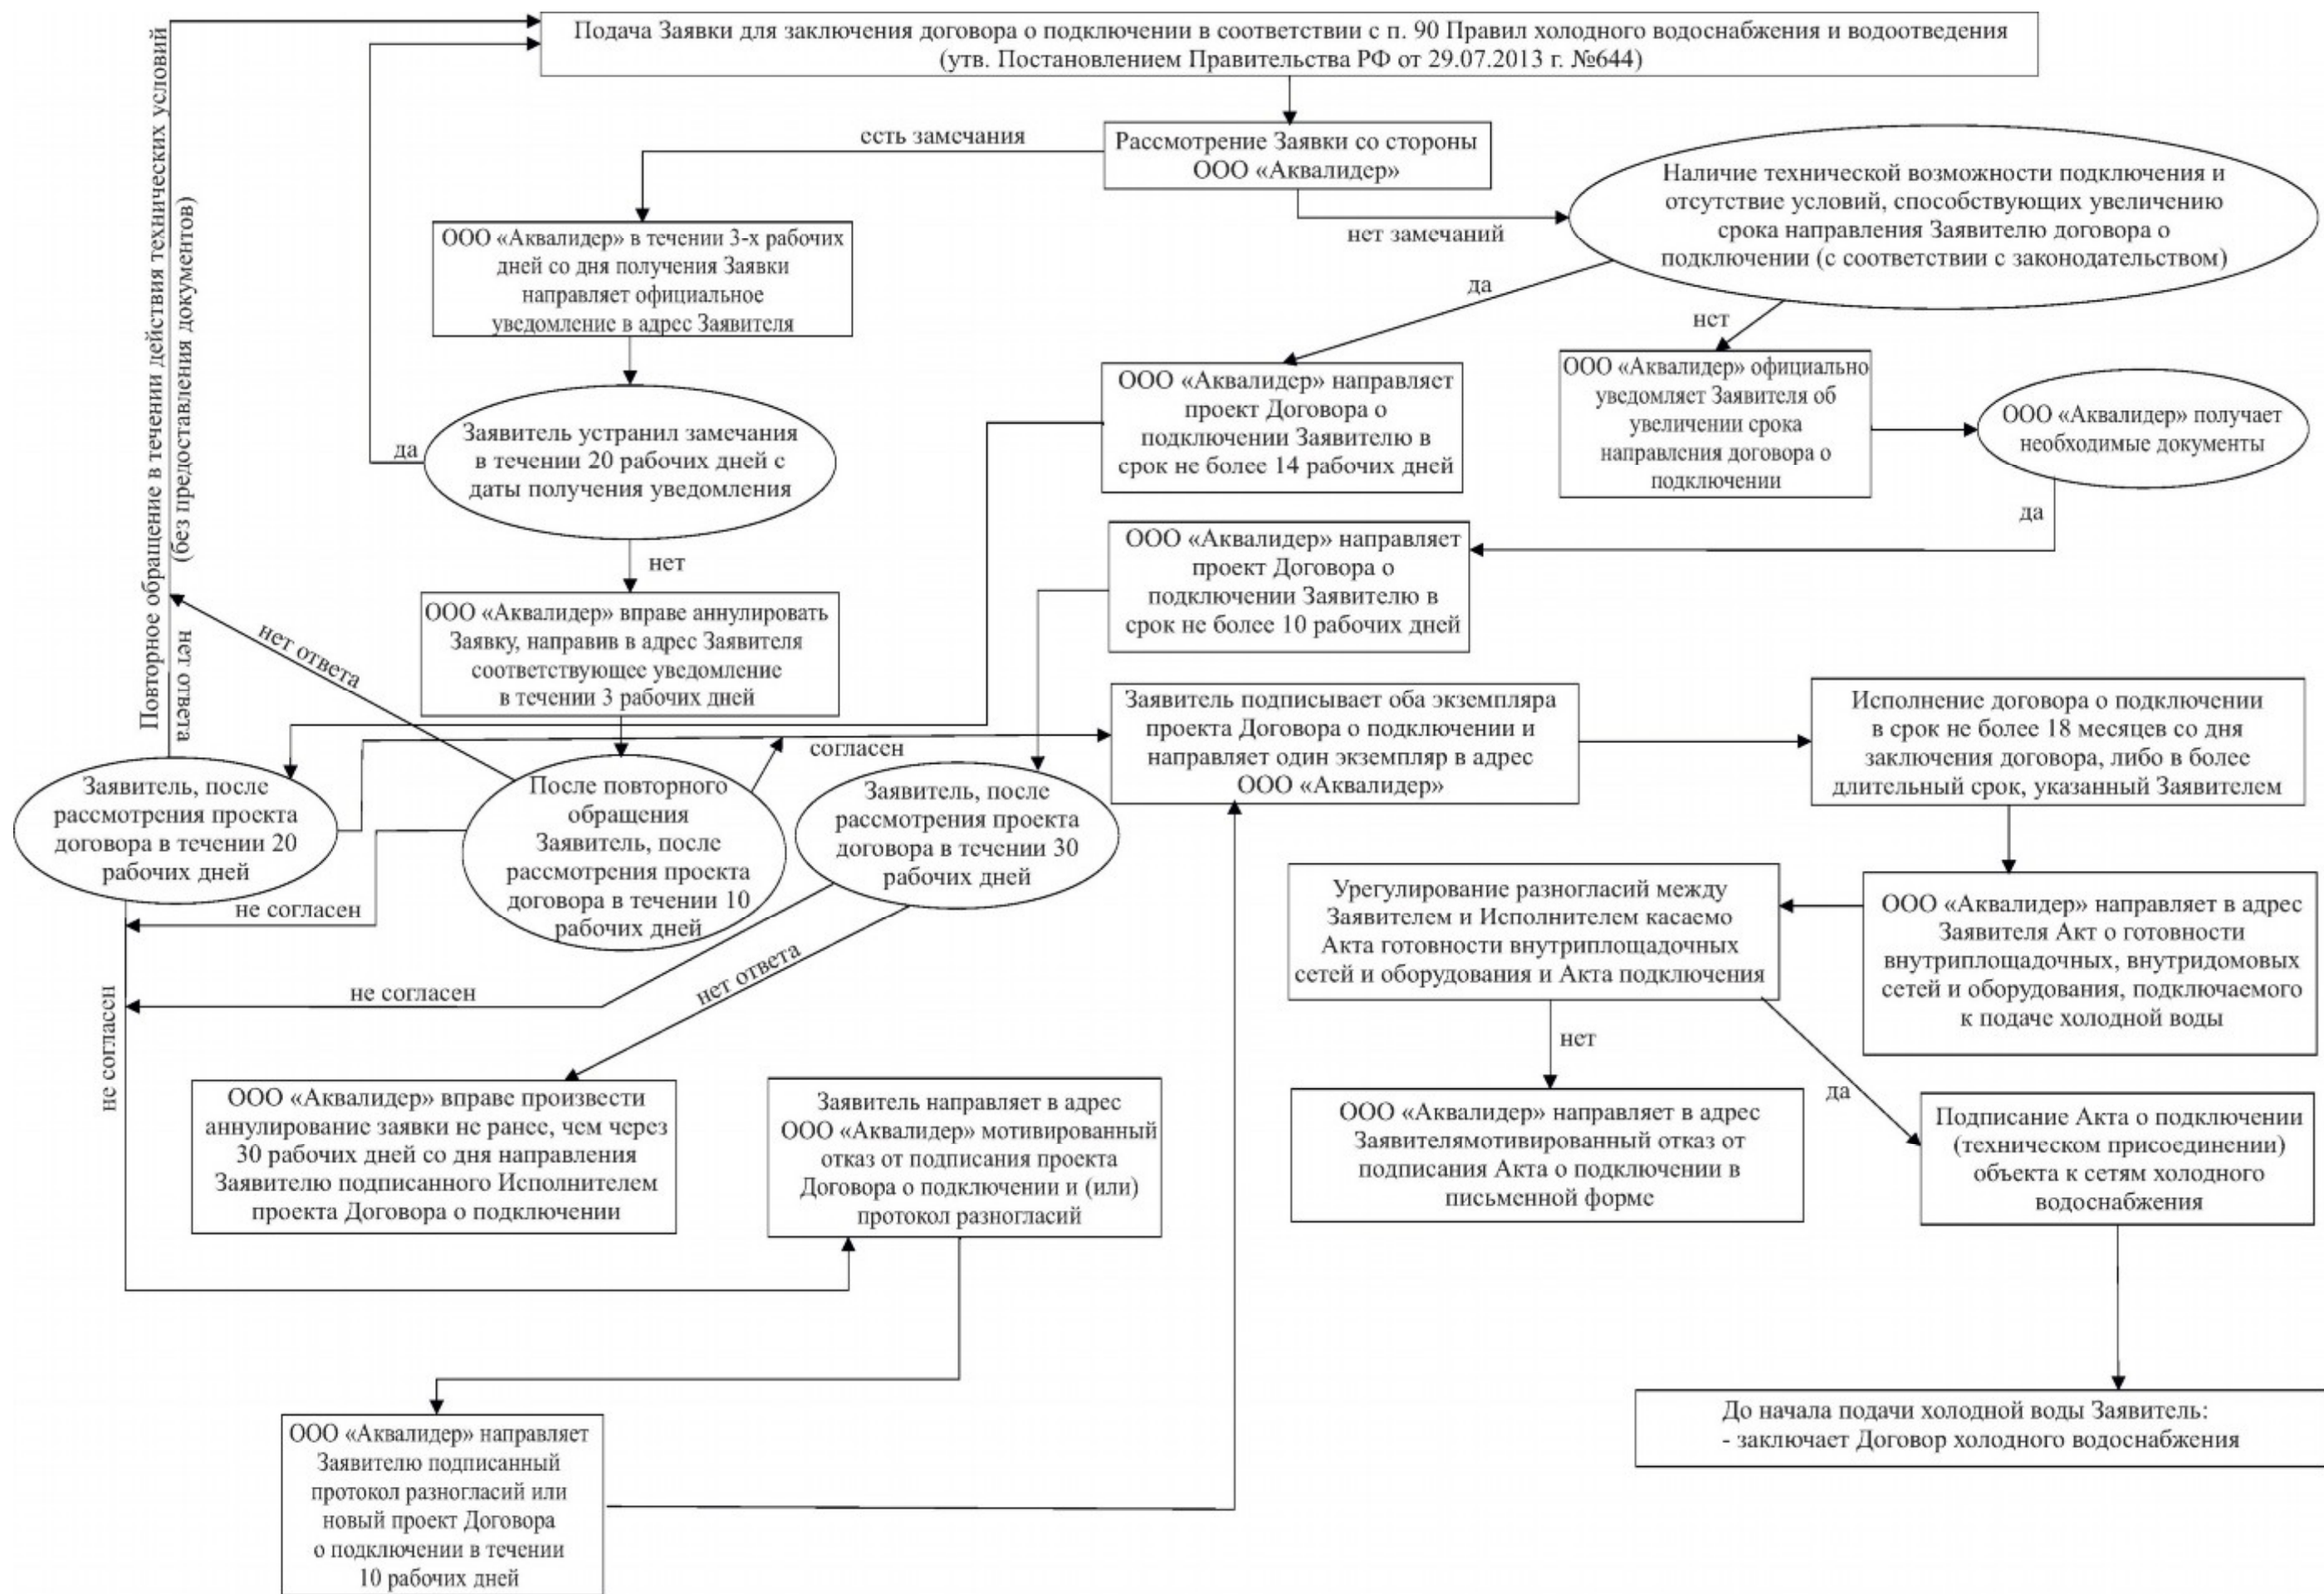 Подача Заявки для заключения договора о подключении в соответствии с п. 90 Правил холодного водоснабжения и водоотведения
(утв. Постановлением Правительства РФ от 29.07.2013 г. №644)
Повторное обращение в течении действия технических условий
(без предоставления документов)
есть замечания
Рассмотрение Заявки со стороны
ООО «Аквалидер»
нет замечаний
Наличие технической возможности подключения и
отсутствие условий, способствующих увеличению
срока направления Заявителю договора о
подключении (с соответствии с законодательством)
ООО «Аквалидер» в течении 3-х рабочих
дней со дня получения Заявки
направляет официальное
уведомление в адрес Заявителя
да
нет
ООО «Аквалидер» направляет
проект Договора о
подключении Заявителю в
срок не более 14 рабочих дней
ООО «Аквалидер» официально
уведомляет Заявителя об
увеличении срока
направления договора о
подключении
ООО «Аквалидер» получает
необходимые документы
да
Заявитель устранил замечания
в течении 20 рабочих дней с
даты получения уведомления
да
нет
ООО «Аквалидер» направляет
проект Договора о
подключении Заявителю в
срок не более 10 рабочих дней
ООО «Аквалидер» вправе аннулировать
Заявку, направив в адрес Заявителя
соответствующее уведомление
в течении 3 рабочих дней
нет ответа
нет ответа
согласен
Заявитель подписывает оба экземпляра
проекта Договора о подключении и
направляет один экземпляр в адрес
ООО «Аквалидер»
Исполнение договора о подключении
в срок не более 18 месяцев со дня
заключения договора, либо в более
длительный срок, указанный Заявителем
Заявитель, после
рассмотрения проекта
договора в течении 20
рабочих дней
После повторного
обращения
Заявитель, после
рассмотрения проекта
договора в течении 10
рабочих дней
Заявитель, после
рассмотрения проекта
договора в течении 30
рабочих дней
не согласен
не согласен
не согласен
нет ответа
Урегулирование разногласий между
Заявителем и Исполнителем касаемо
Акта готовности внутриплощадочных
сетей и оборудования и Акта подключения
ООО «Аквалидер» направляет в адрес
Заявителя Акт о готовности
внутриплощадочных, внутридомовых
сетей и оборудования, подключаемого
к подаче холодной воды
нет
да
ООО «Аквалидер» вправе произвести
аннулирование заявки не ранее, чем через
30 рабочих дней со дня направления
Заявителю подписанного Исполнителем
проекта Договора о подключении
Заявитель направляет в адрес
ООО «Аквалидер» мотивированный
отказ от подписания проекта
Договора о подключении и (или)
протокол разногласий
ООО «Аквалидер» направляет в адрес
Заявителямотивированный отказ от
подписания Акта о подключении в
письменной форме
Подписание Акта о подключении
(техническом присоединении)
объекта к сетям холодного
водоснабжения
До начала подачи холодной воды Заявитель:
- заключает Договор холодного водоснабжения
ООО «Аквалидер» направляет
Заявителю подписанный
протокол разногласий или
новый проект Договора
о подключении в течении
10 рабочих дней